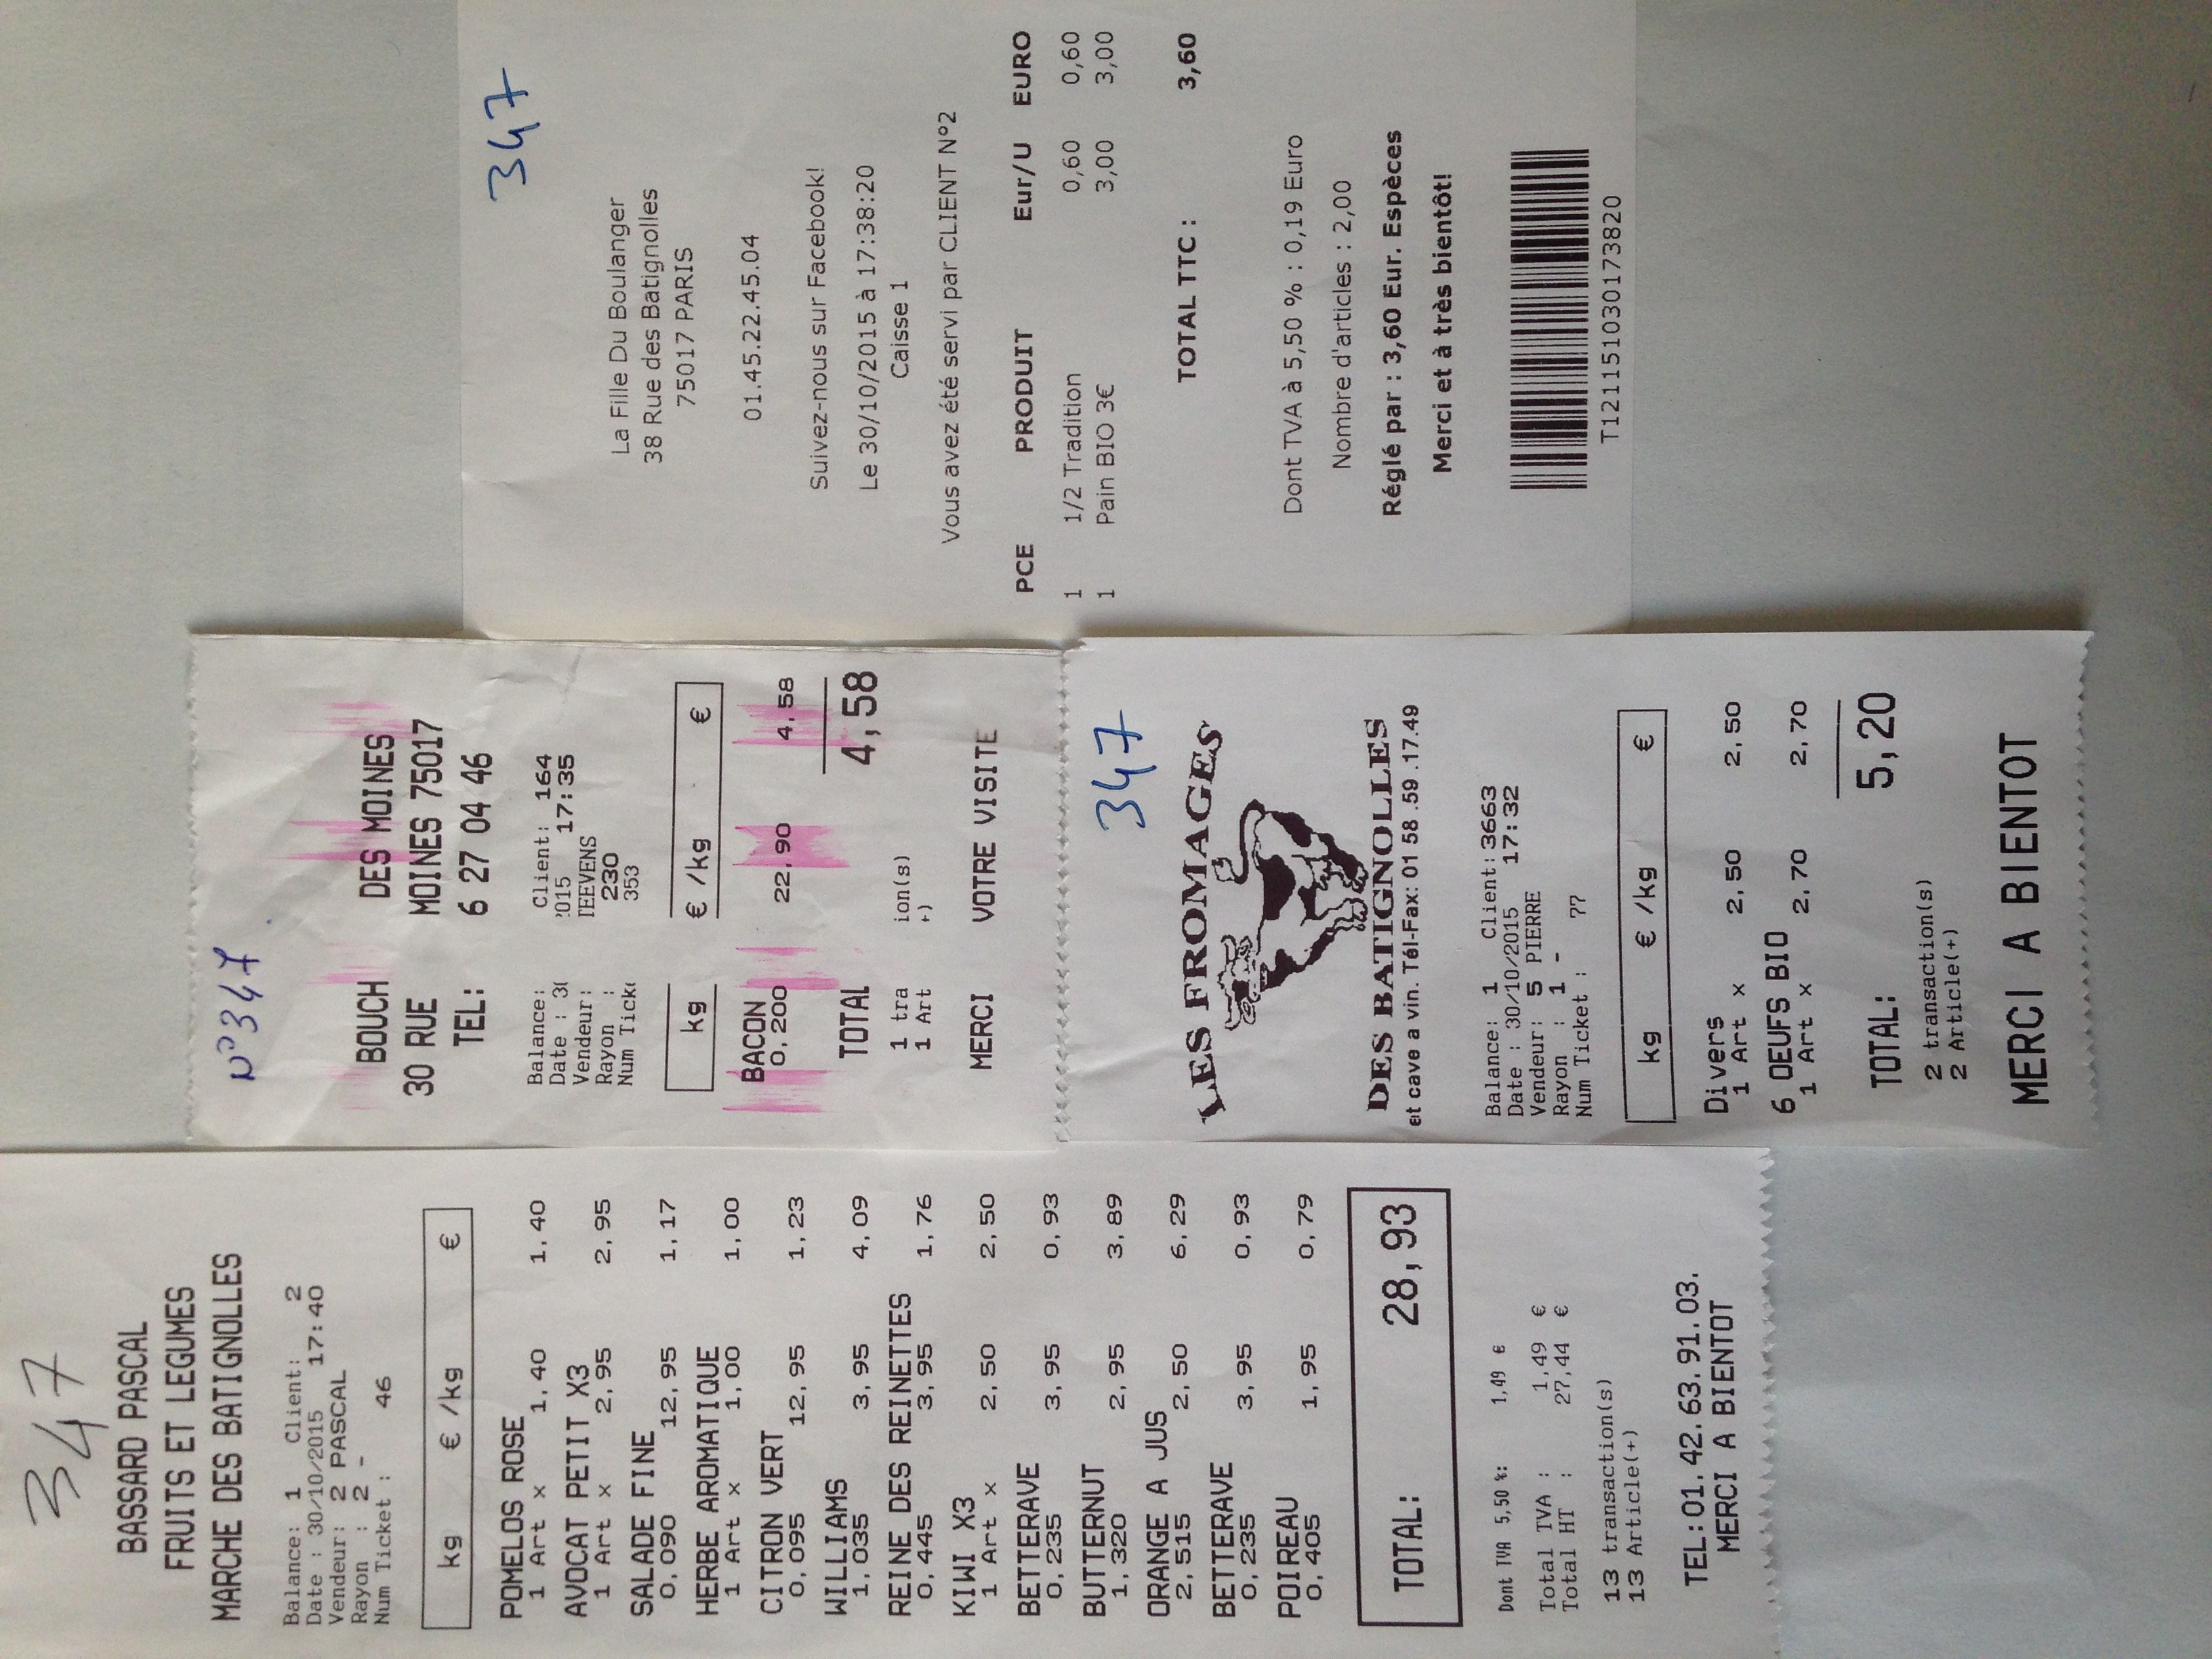 347
BASSARD PASCAL
FRUITS ET LEGUMES
MARCHE DES BATIGNOLLES
Balance: 1 Client: 2
Date : 30/10/2015 17:40
Vendeur: 2 PASCAL
Rayon : 2 -
Num Ticket : 46
kg € /kg €
POMELOS ROSE
1 Art x 1,40 1,40
AVOCAT PETIT X3
1 Art x 2,95 2,95
SALADE FINE
0,090 12,95 1,17
HERBE AROMATIQUE
1 Art x 1,00 1,00
CITRON VERT
0,095 12,95 1,23
WILLIAMS
1,035 3,95 4,09
REINE DES REINETTES
0,445 3,95 1,76
KIWI X3
1 Art x 2,50 2,50
BETTERAVE
0,235 3,95 0,93
BUTTERNUT
1,320 2,95 3,89
ORANGE A JUS
2,515 2,50 6,29
BETTERAVE
0,235 3,95 0,93
POIREAU
0,405 1,95 0,79
TOTAL: 28,93
Dont TVA 5,50 %: 1,49 €
Total TVA : 1,49 €
Total HT : 27,44 €
13 transaction(s)
13 Article(+)
TEL:01.42.63.91.03.
MERCI A BIENTOT
N°347
BOUCH DES MOINES
30 RUE MOINES 75017
TEL: 6 27 04 46
Balance: Client: 164
Date : 30 2015 17:35
Vendeur: TEEVENS
Rayon : 230
Num Ticke 353
kg € /kg €
BACON
0,200 22,90 4,58
TOTAL 4,58
1 tra ion(s)
1 Art +)
MERCI VOTRE VISITE
347
LES FROMAGES
DES BATIGNOLLES
et cave a vin. Tél-Fax: 01 58 .59 .17.49
Balance: 1 Client:3663
Date : 30/10/2015 17:32
Vendeur: 5 PIERRE
Rayon : 1 -
Num Ticket : 77
kg € /kg €
Divers
1 Art x 2,50 2,50
6 OEUFS BIO
1 Art x 2,70 2,70
TOTAL: 5,20
2 transaction(s)
2 Article(+)
MERCI A BIENTOT
347
La Fille Du Boulanger
38 Rue des Batignolles
75017 PARIS
01.45.22.45.04
Suivez-nous sur Facebook!
Le 30/10/2015 à 17:38:20
Caisse 1
Vous avez été servi par CLIENT N°2
PCE PRODUIT Eur/U EURO
1 1/2 Tradition 0,60 0,60
1 Pain BIO 3€ 3,00 3,00
TOTAL TTC : 3,60
Dont TVA à 5,50 % : 0,19 Euro
Nombre d'articles : 2,00
Réglé par : 3,60 Eur. Espèces
Merci et à très bientôt!
T121151030173820